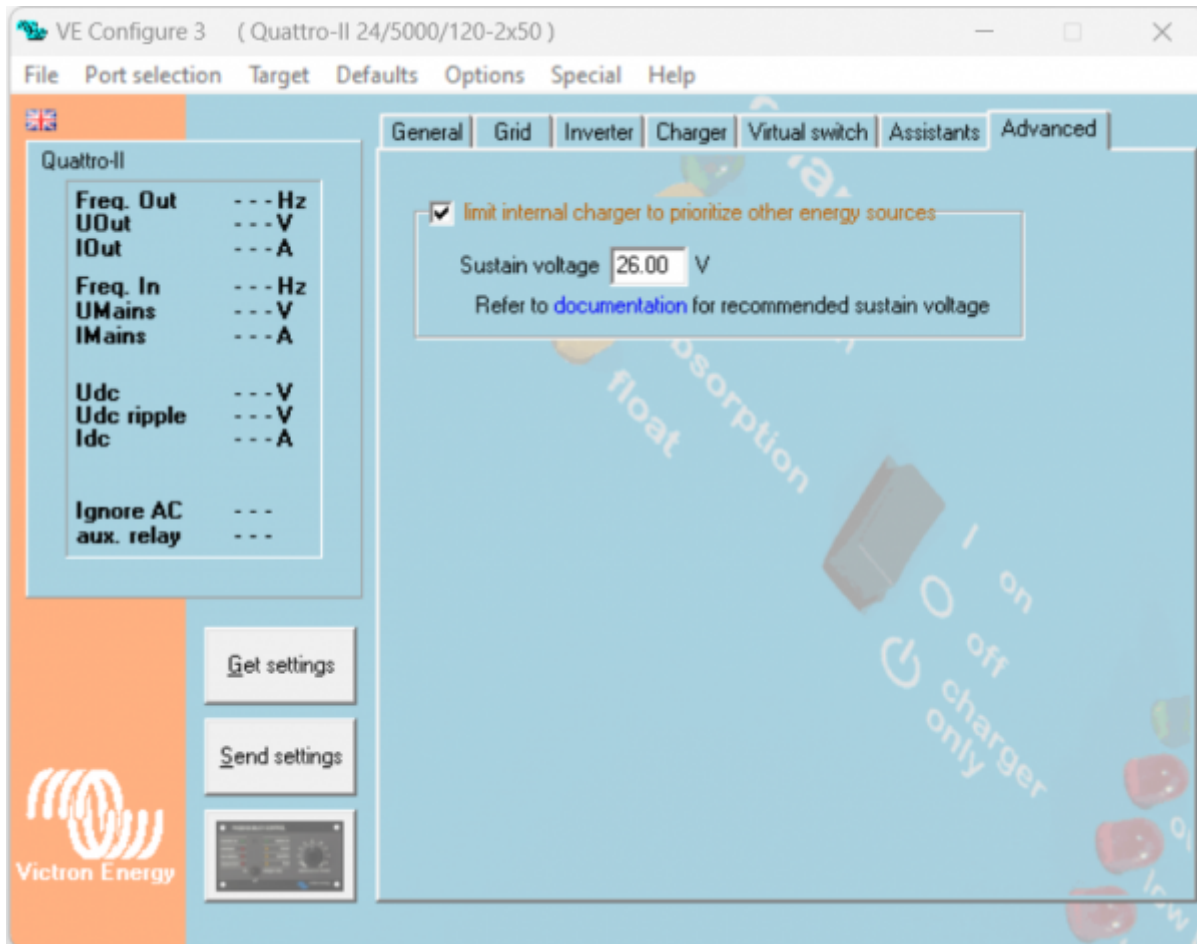 VE Configure 3 ( Quattro-II 24/5000/120-2x50 )
File Port selection Target Defaults Options Special Help
General Grid Inverter Charger Virtual switch Assistants Advanced
Quattro-II
Freq. Out - - - Hz
UOut - - - V
IOut - - - A
Freq. In - - - Hz
UMains - - - V
IMains - - - A
Udc - - - V
Udc ripple - - - V
Idc - - - A
Ignore AC - - -
aux. relay - - -
limit internal charger to prioritize other energy sources
Sustain voltage 26.00 V
Refer to documentation for recommended sustain voltage
float
I on
off
charger
only
low
Get settings
Send settings
Victron Energy